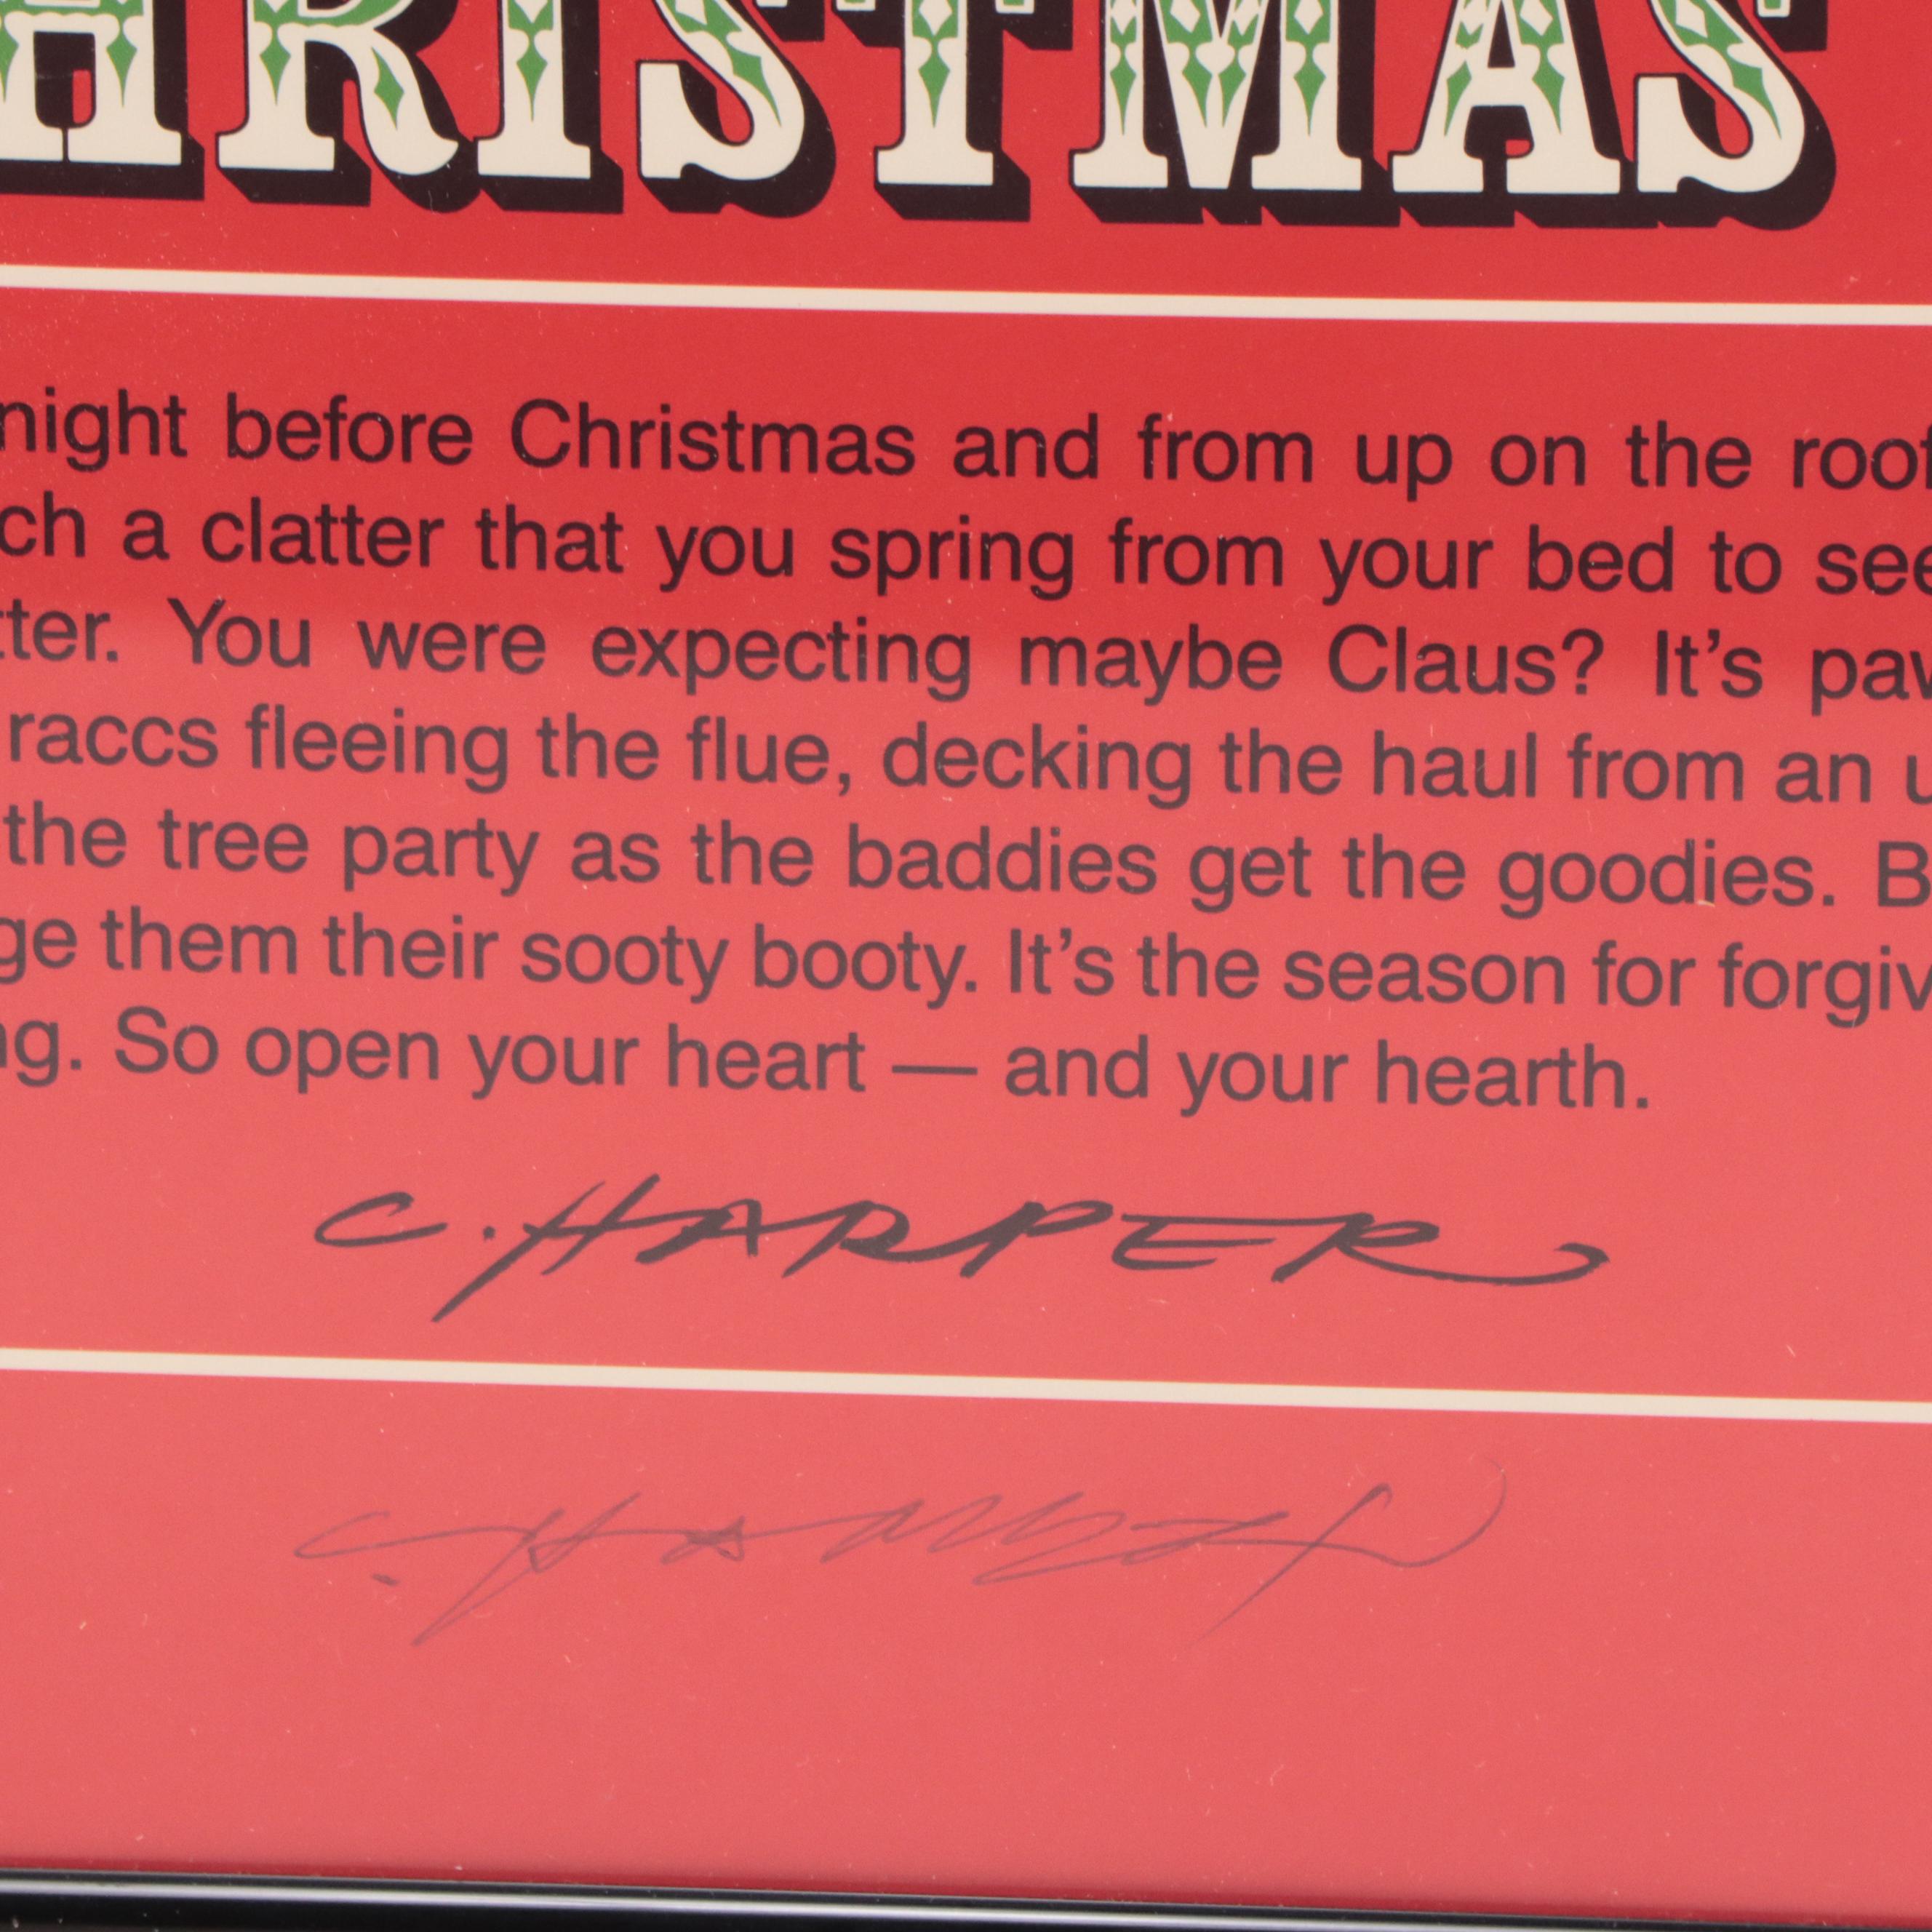 HRISTMAS
night before Christmas and from up on the roof
ch a clatter that you spring from your bed to see
tter. You were expecting maybe Claus? It's paw
raccs fleeing the flue, decking the haul from an u
the tree party as the baddies get the goodies. B
ge them their sooty booty. It's the season for forgiv
ng. So open your heart — and your hearth.
C. HARPER